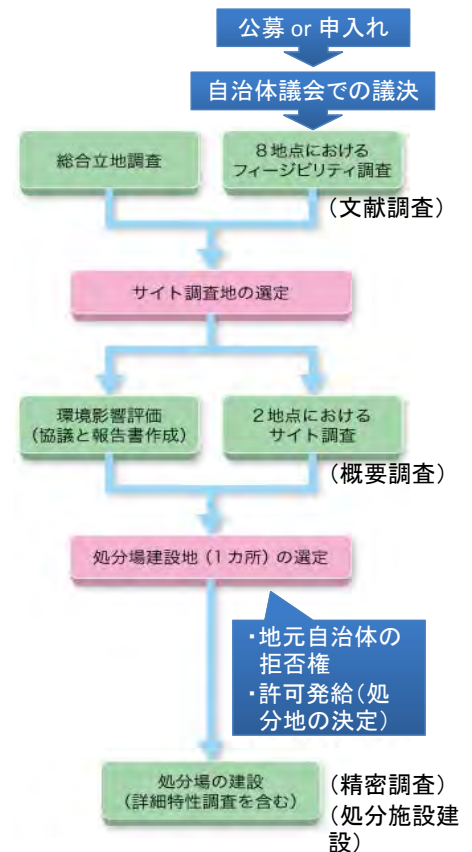 公募 or 申入れ
自治体議会での議決
総合立地調査
8地点における
フィージビリティ調査
(文献調査)
サイト調査地の選定
環境影響評価
(協議と報告書作成)
2地点における
サイト調査
(概要調査)
処分場建設地(1カ所)の選定
・地元自治体の
拒否権
・許可発給(処
分地の決定)
処分場の建設
(詳細特性調査を含む)
(精密調査)
(処分施設建
設)